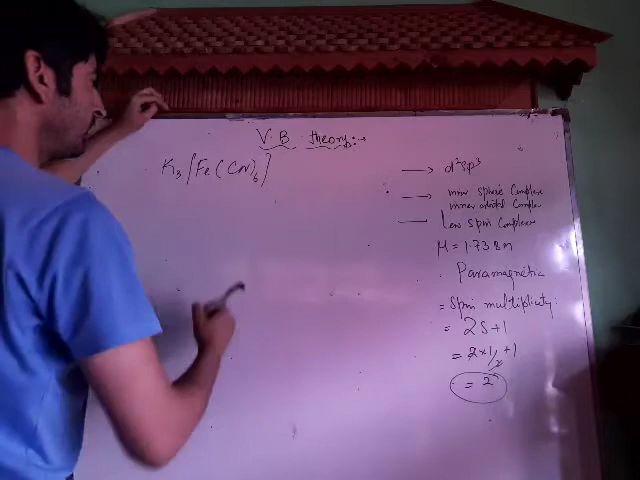 V.B. theory:→
K3[Fe(CN)6]
→ d²sp³
→ inner sphere Complex
inner orbital Complex
— Low Spin Complexes
μ = 1.73 BM
Paramagnetic
= Spin multiplicity:
= 2S+1
= 2×1/2+1
= 2